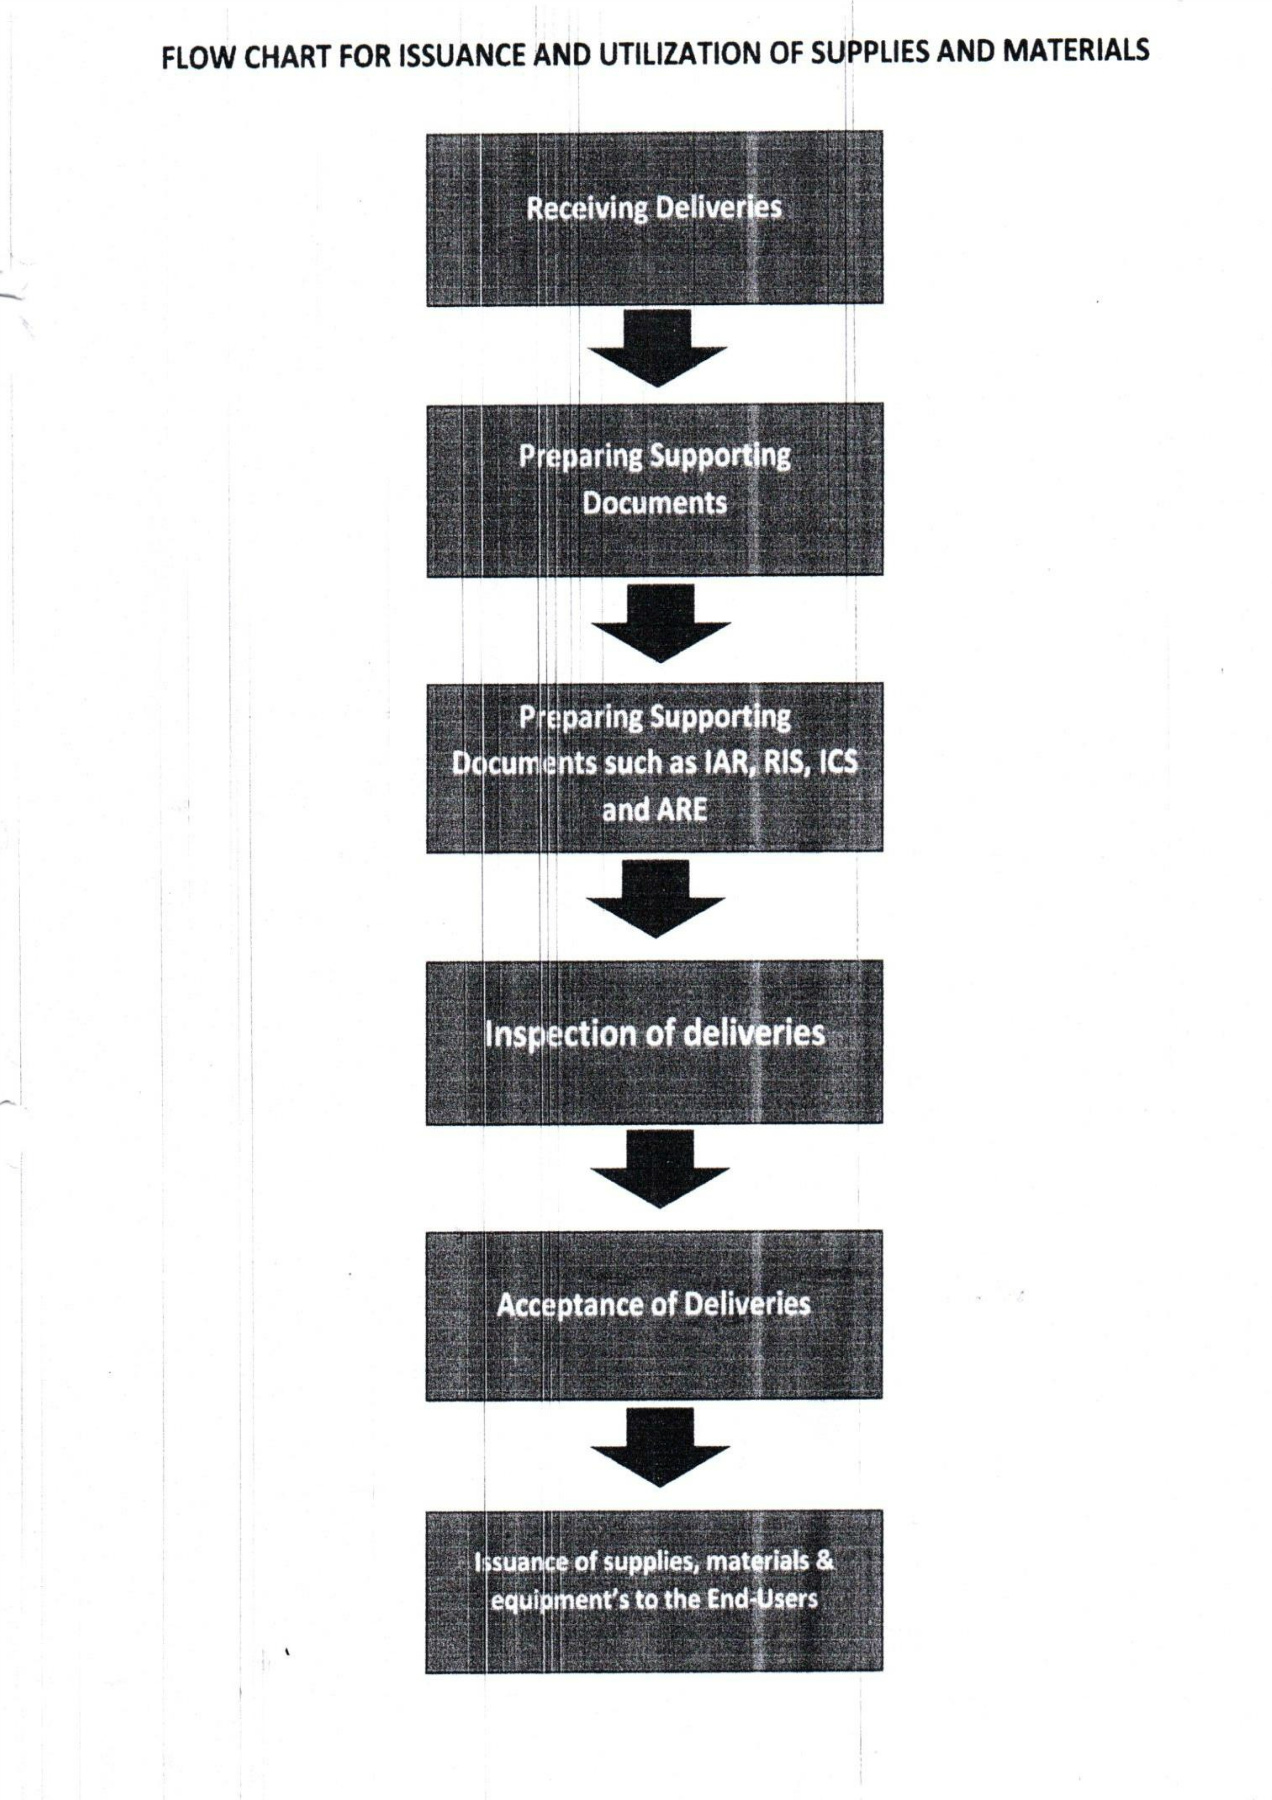 FLOW CHART FOR ISSUANCE AND UTILIZATION OF SUPPLIES AND MATERIALS
Receiving Deliveries
Preparing Supporting
Documents
Preparing Supporting
Documents such as IAR, RIS, ICS
and ARE
Inspection of deliveries
Acceptance of Deliveries
Issuance of supplies, materials &
equipment's to the End-Users